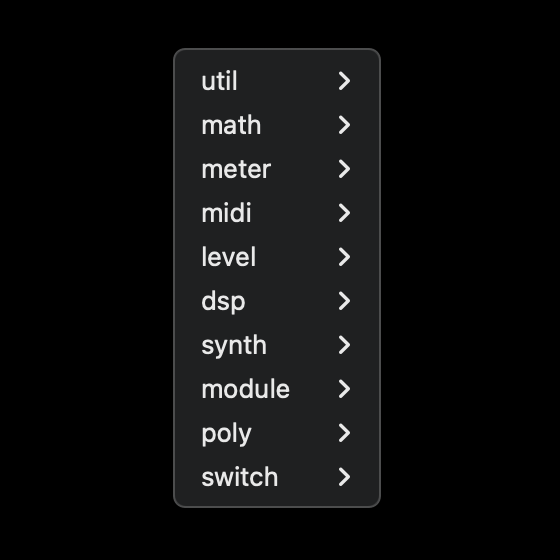 util
math
meter
midi
level
dsp
synth
module
poly
switch